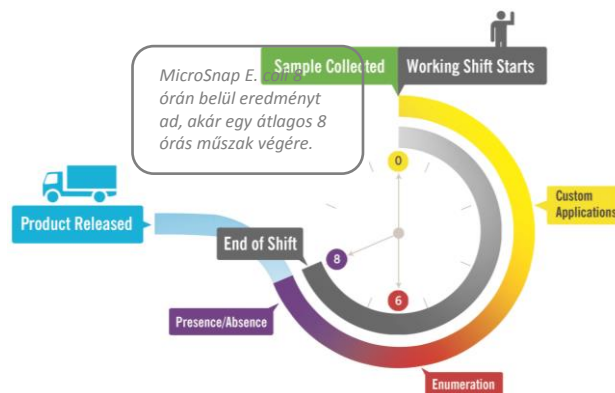 Sample Collected
Working Shift Starts
MicroSnap E. coli 8
órán belül eredményt
ad, akár egy átlagos 8
órás műszak végére.
0
Custom
Applications
Product Released
End of Shift
8
6
Presence/Absence
Enumeration